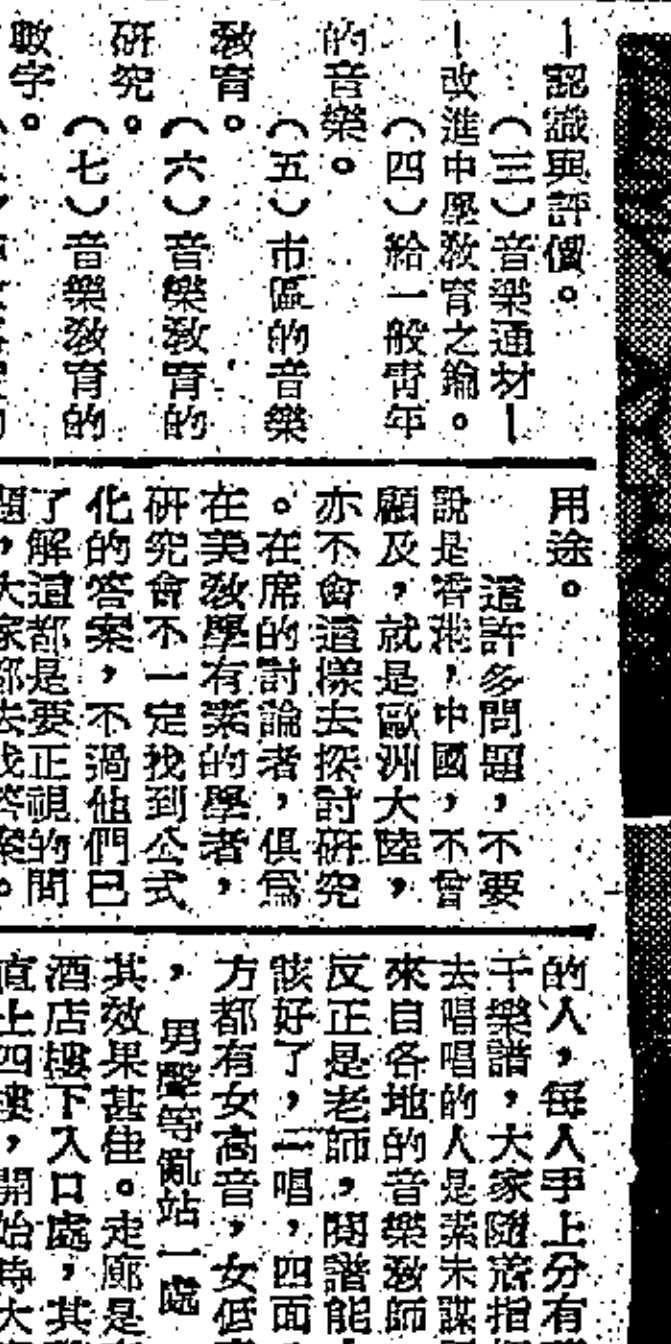 —認識與評價。
（三）音樂通材—
—改進中學教育之鑰。
（四）給一般靑年
的音樂。
（五）市區的音樂
教育。
（六）音樂教育的
研究。
（七）音樂教育的
數字。
用途。
這許多問題，不要
說是香港，中國，不會
顧及，就是歐洲大陸，
亦不會這樣去探討研究
。在席的討論者，俱爲
在美敎學有素的學者，
研究會不一定找到公式
化的答案，不過他們已
了解這都是要正視的問
題，大家都去找答案。
的人，每人手上分有
干樂譜，大家隨着指
去唱唱的人是素未謀
來自各地的音樂敎師
反正是老師，閱譜能
該好了，一唱，四面
方都有女高音，女低
，男聲等亂站一處
其效果甚佳。走廊是
酒店樓下入口處，其
直上四樓，開始時大